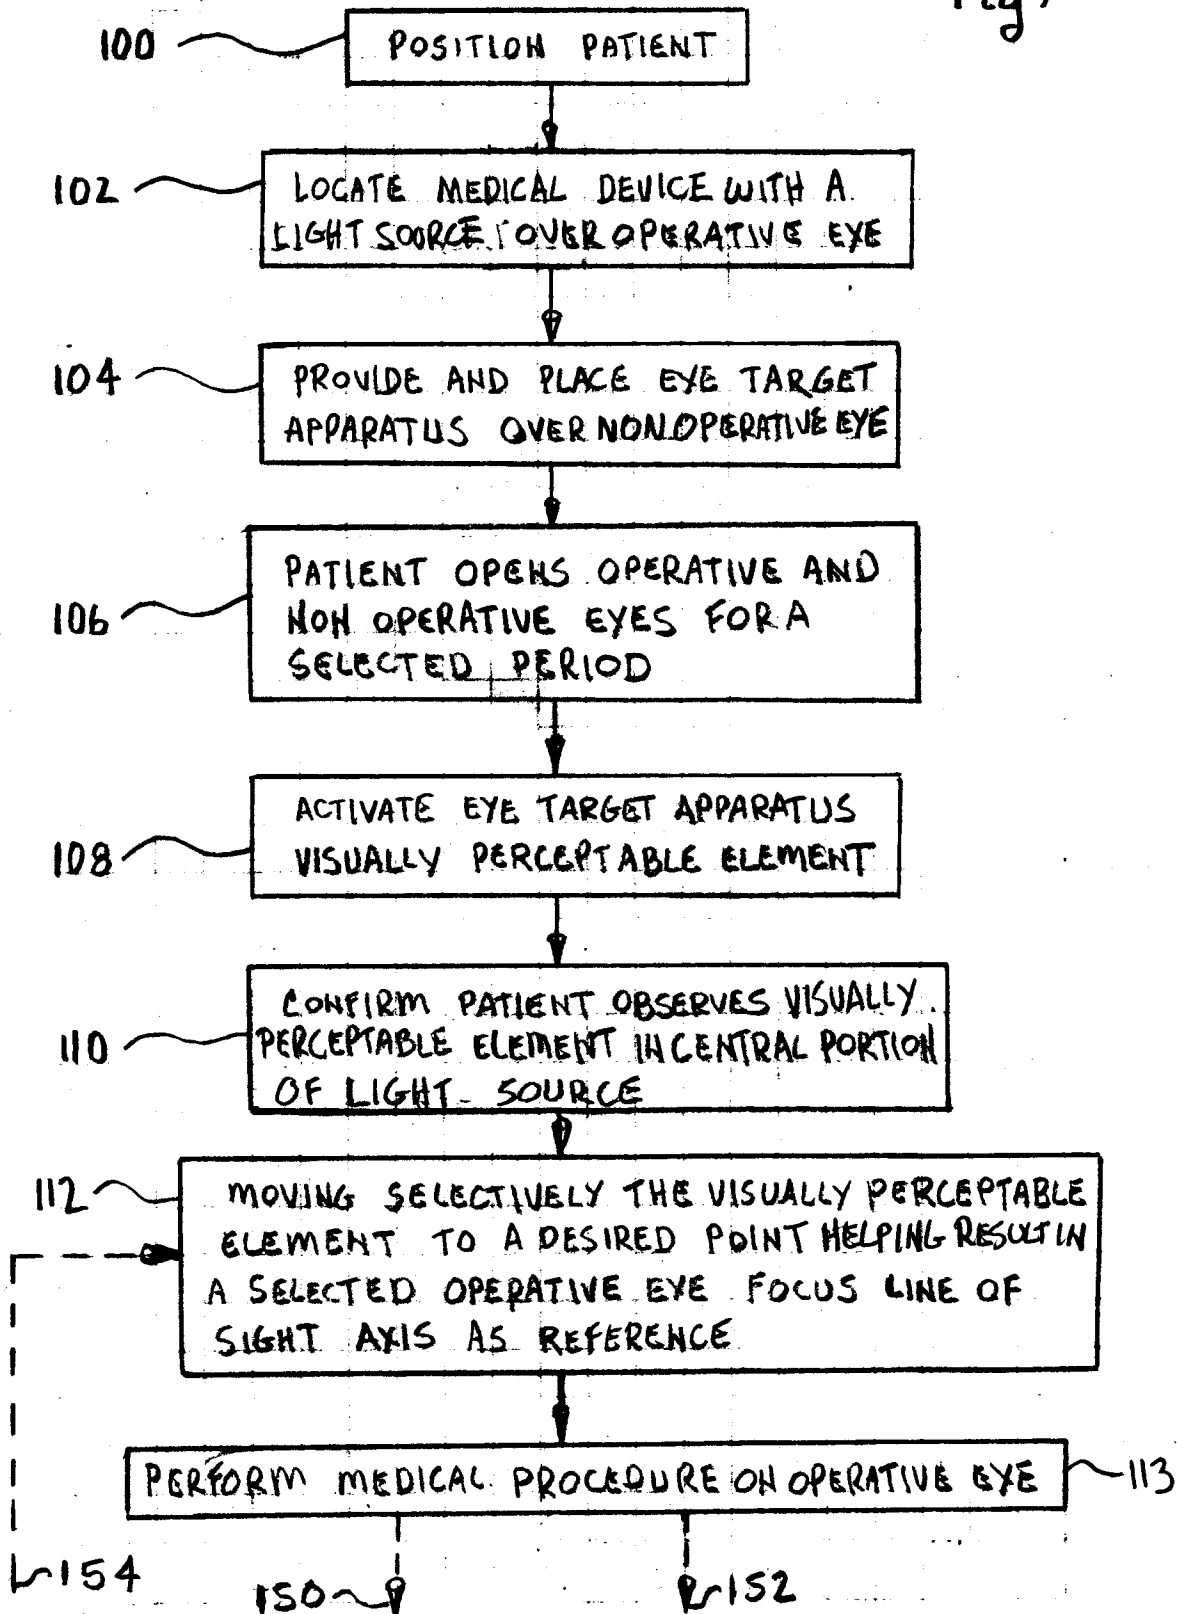 Fig 7
100
POSITION PATIENT
102
LOCATE MEDICAL DEVICE WITH A
LIGHT SOURCE OVER OPERATIVE EYE
104
PROVIDE AND PLACE EYE TARGET
APPARATUS OVER NONOPERATIVE EYE
106
PATIENT OPENS OPERATIVE AND
NON OPERATIVE EYES FOR A
SELECTED PERIOD
108
ACTIVATE EYE TARGET APPARATUS
VISUALLY PERCEPTABLE ELEMENT
110
CONFIRM PATIENT OBSERVES VISUALLY
PERCEPTABLE ELEMENT IN CENTRAL PORTION
OF LIGHT SOURCE
112
MOVING SELECTIVELY THE VISUALLY PERCEPTABLE
ELEMENT TO A DESIRED POINT HELPING RESULT IN
A SELECTED OPERATIVE EYE FOCUS LINE OF
SIGHT AXIS AS REFERENCE
PERFORM MEDICAL PROCEDURE ON OPERATIVE EYE
113
154
150
152